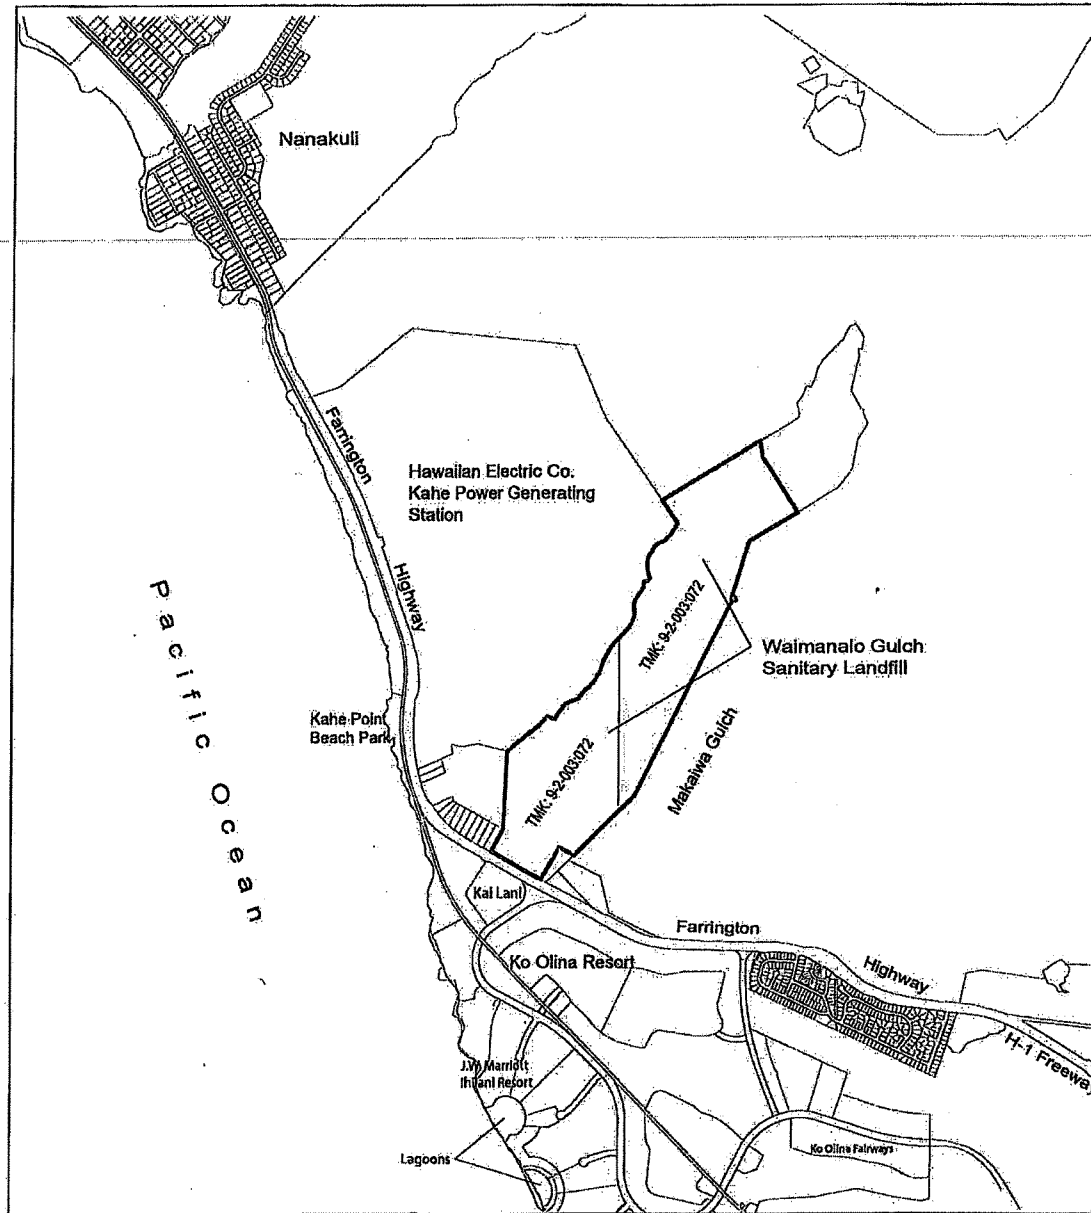 Nanakuli
Farrington
Highway
Hawaiian Electric Co.
Kahe Power Generating
Station
Pacific Ocean
TMK: 9-2-003:072
Waimanalo Gulch
Sanitary Landfill
Kahe Point
Beach Park
TMK: 9-2-003:072
Makaiwa Gulch
Kai Lani
Farrington
Highway
Ko Olina Resort
H-1 Freeway
J.W. Marriott
Ihilani Resort
Lagoons
Ko Olina Fairways